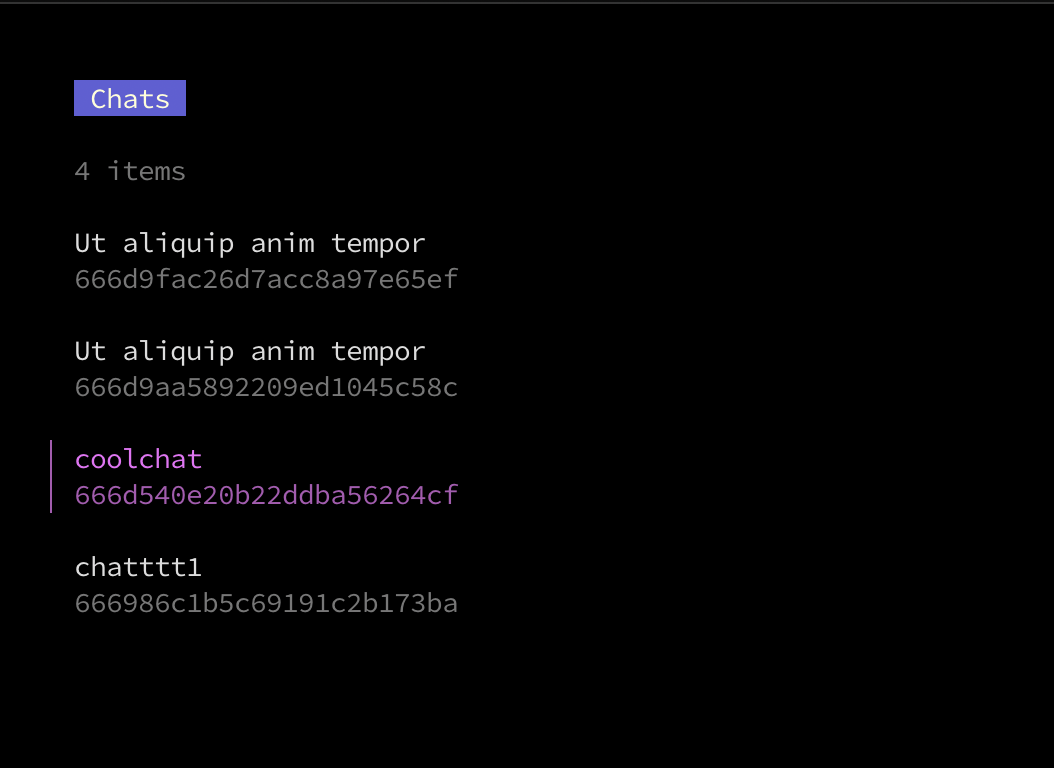 Chats
4 items
Ut aliquip anim tempor
666d9fac26d7acc8a97e65ef
Ut aliquip anim tempor
666d9aa5892209ed1045c58c
coolchat
666d540e20b22ddba56264cf
chatttt1
666986c1b5c69191c2b173ba